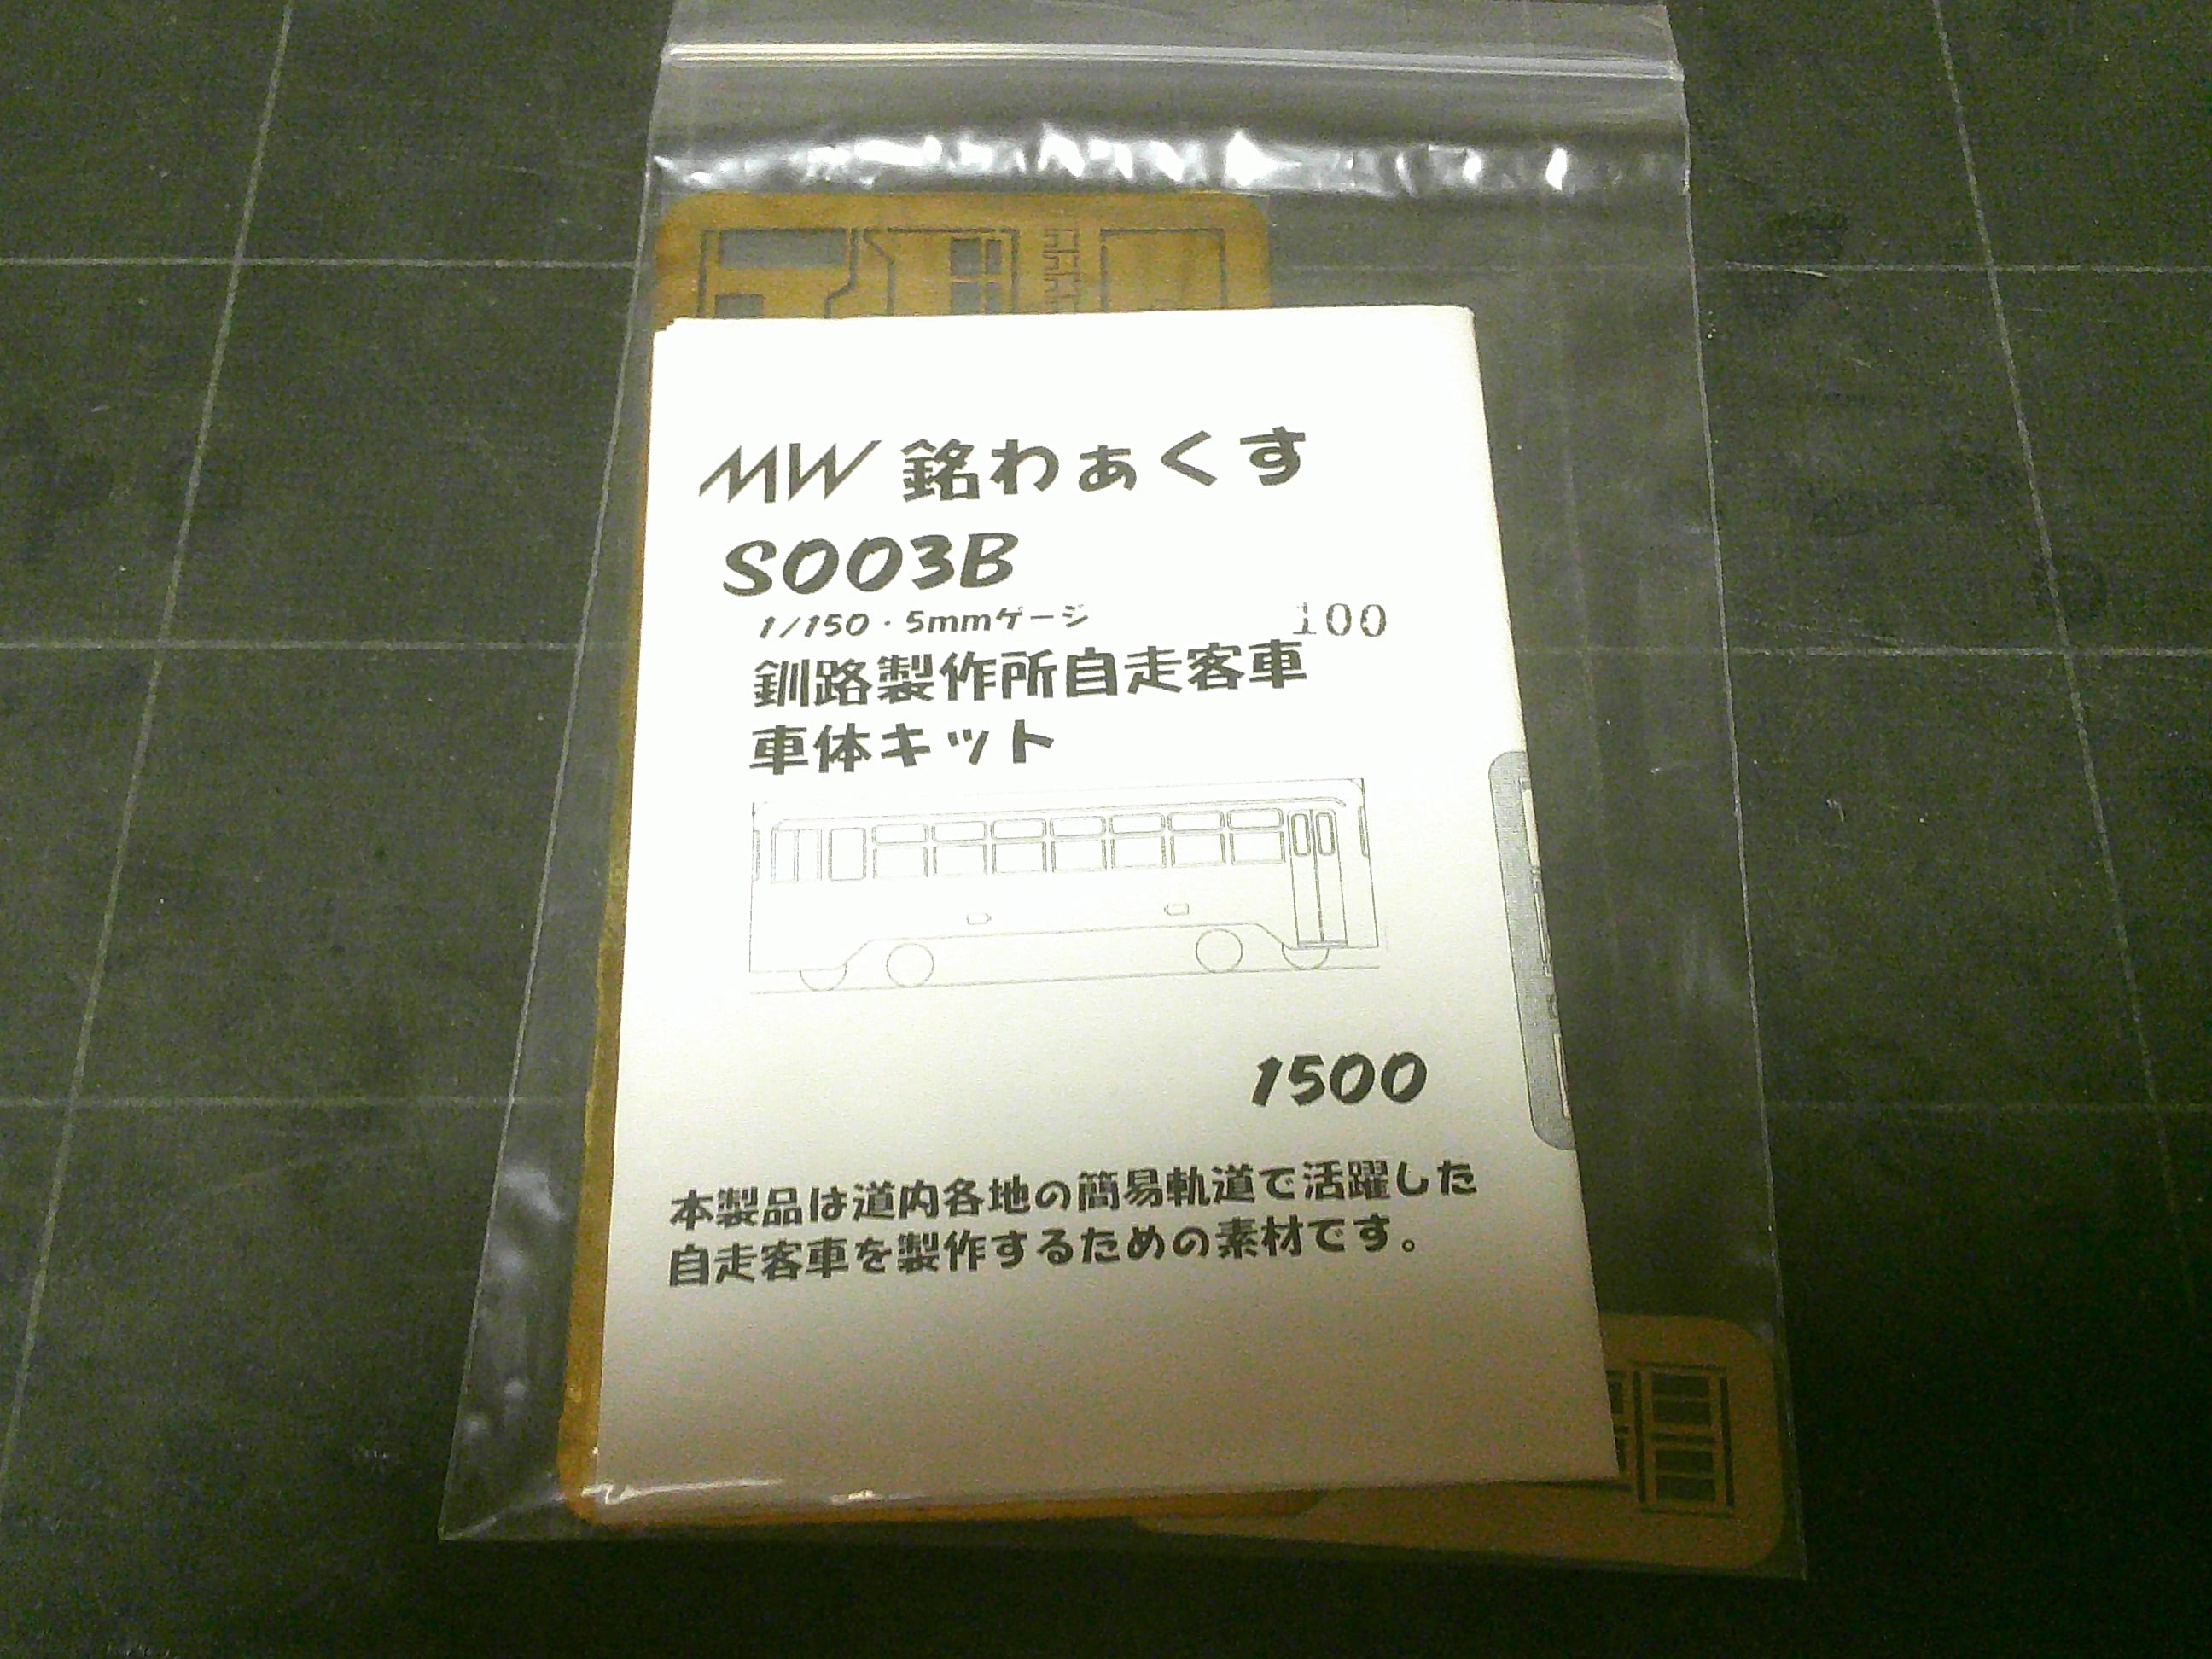 MW 銘わぁくす
S003B
1/150・5mmゲージ
100
釧路製作所自走客車
車体キット
1500
本製品は道内各地の簡易軌道で活躍した
自走客車を製作するための素材です。